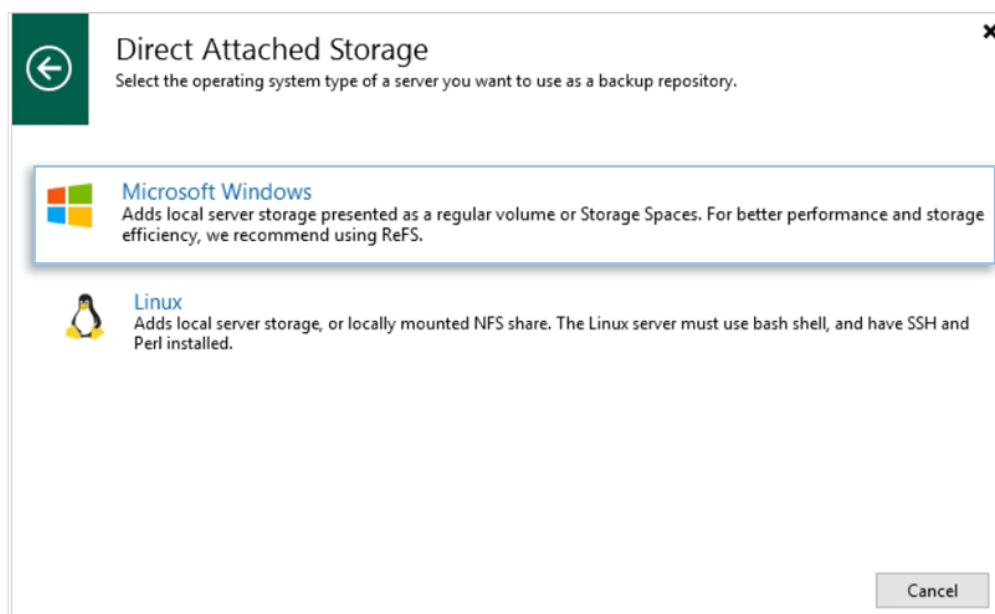 Direct Attached Storage
Select the operating system type of a server you want to use as a backup repository.
Microsoft Windows
Adds local server storage presented as a regular volume or Storage Spaces. For better performance and storage
efficiency, we recommend using ReFS.
Linux
Adds local server storage, or locally mounted NFS share. The Linux server must use bash shell, and have SSH and
Perl installed.
Cancel